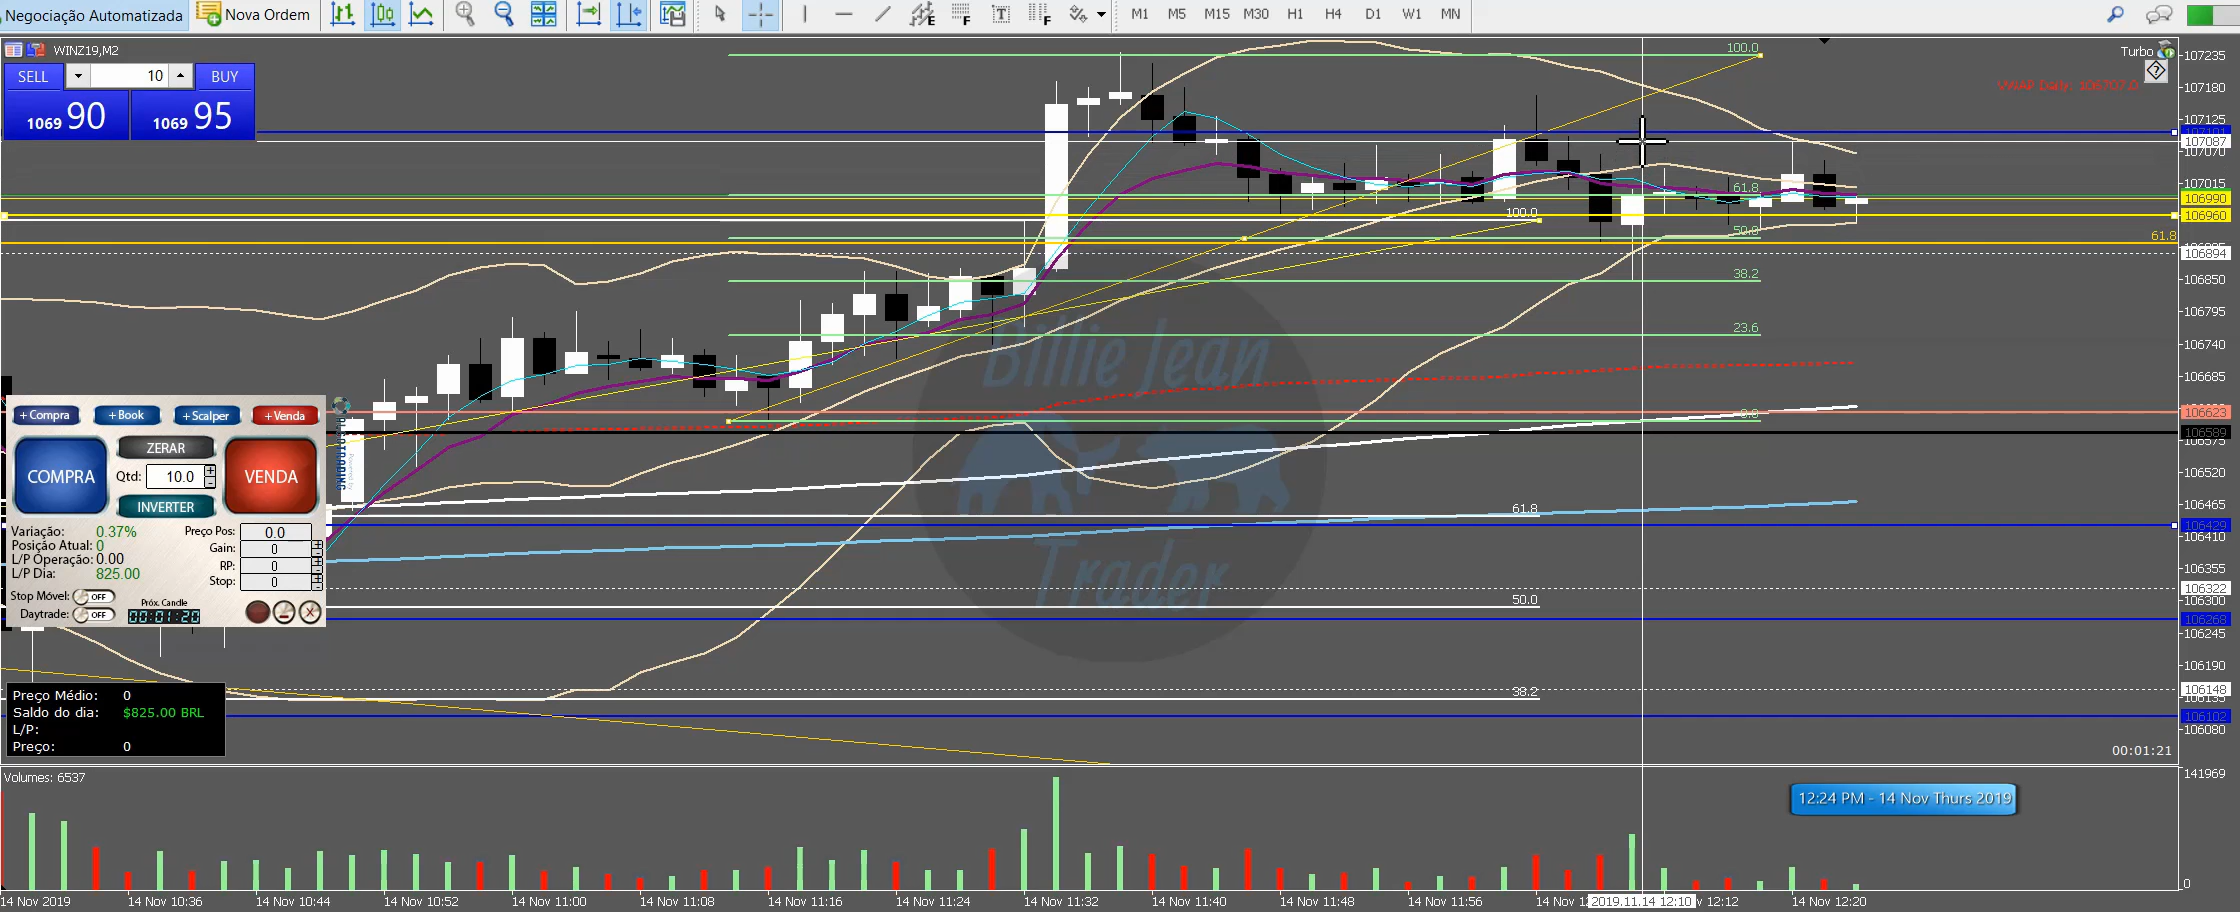 Negociação Automatizada
Nova Ordem
M1 M5 M15 M30 H1 H4 D1 W1 MN
WINZ19,M2
Turbo
SELL 10 BUY
1069 90 1069 95
VWAP Daily: 106707.0
100.0
61.8
100.0
50.0
61.8
38.2
23.6
0.0
61.8
50.0
38.2
107235
107180
107125
107101
107087
107070
107015
106990
106960
106894
106850
106795
106740
106685
106623
106589
106575
106520
106465
106429
106410
106355
106322
106300
106268
106245
106190
106148
106135
106102
106080
Billie Jean
Trader
+ Compra + Book + Scalper + Venda
ZERAR
COMPRA Qtd: 10.0 VENDA
INVERTER
Variação: 0.37% Preço Pos: 0.0
Posição Atual: 0 Gain: 0
L/P Operação: 0.00 RP: 0
L/P Dia: 825.00 Stop: 0
Stop Móvel: OFF
Próx. Candle
Daytrade: OFF 00:01:20
Preço Médio: 0
Saldo do dia: $825.00 BRL
L/P:
Preço: 0
00:01:21
Volumes: 6537
141969
12:24 PM - 14 Nov Thurs 2019
0
14 Nov 2019 14 Nov 10:36 14 Nov 10:44 14 Nov 10:52 14 Nov 11:00 14 Nov 11:08 14 Nov 11:16 14 Nov 11:24 14 Nov 11:32 14 Nov 11:40 14 Nov 11:48 14 Nov 11:56 14 Nov 12: 2019.11.14 12:10 12:12 14 Nov 12:20